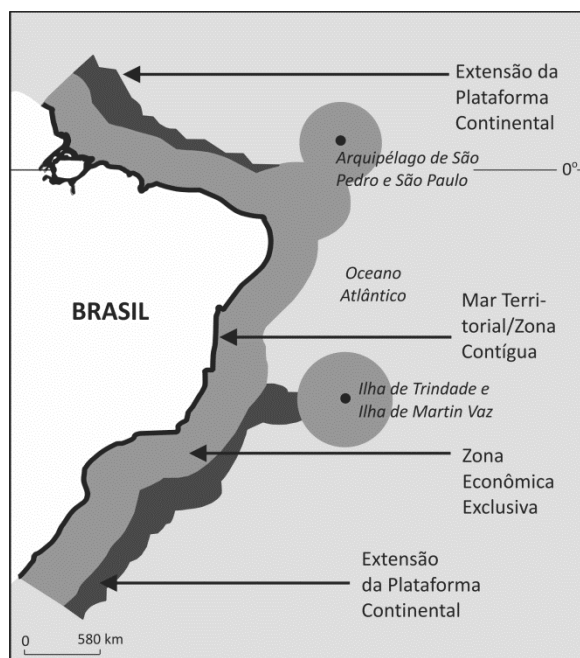 Extensão da
Plataforma
Continental
Arquipélago de São
Pedro e São Paulo
0º
Oceano
Atlântico
BRASIL
Mar Terri-
torial/Zona
Contígua
Ilha de Trindade e
Ilha de Martin Vaz
Zona
Econômica
Exclusiva
Extensão
da Plataforma
Continental
0 580 km